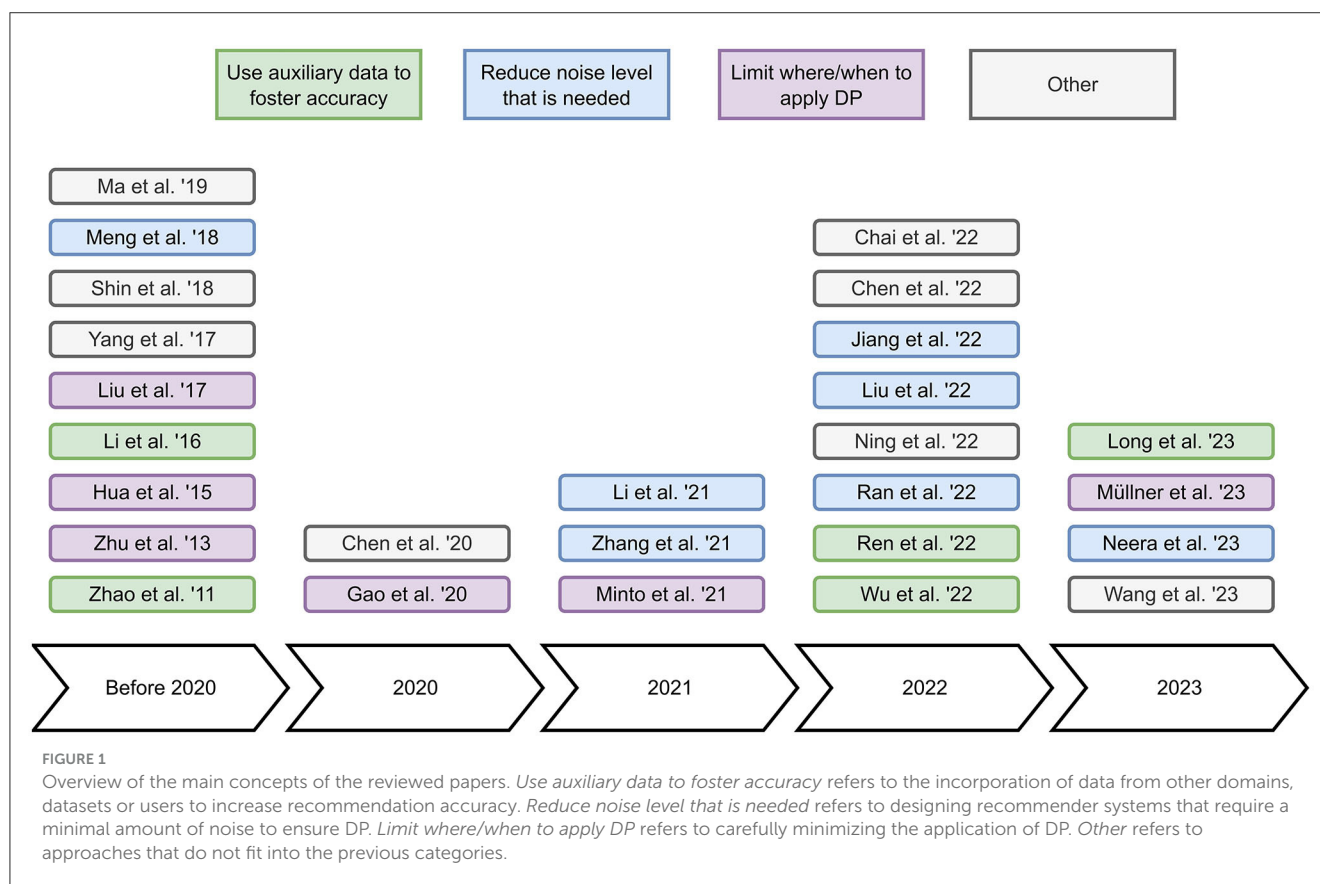 Use auxiliary data to
foster accuracy
Reduce noise level
that is needed
Limit where/when to
apply DP
Other
Ma et al. '19
Meng et al. '18
Shin et al. '18
Yang et al. '17
Liu et al. '17
Li et al. '16
Hua et al. '15
Zhu et al. '13
Zhao et al. '11
Chen et al. '20
Gao et al. '20
Li et al. '21
Zhang et al. '21
Minto et al. '21
Chai et al. '22
Chen et al. '22
Jiang et al. '22
Liu et al. '22
Ning et al. '22
Ran et al. '22
Ren et al. '22
Wu et al. '22
Long et al. '23
Müllner et al. '23
Neera et al. '23
Wang et al. '23
Before 2020
2020
2021
2022
2023
FIGURE 1
Overview of the main concepts of the reviewed papers. Use auxiliary data to foster accuracy refers to the incorporation of data from other domains,
datasets or users to increase recommendation accuracy. Reduce noise level that is needed refers to designing recommender systems that require a
minimal amount of noise to ensure DP. Limit where/when to apply DP refers to carefully minimizing the application of DP. Other refers to
approaches that do not fit into the previous categories.